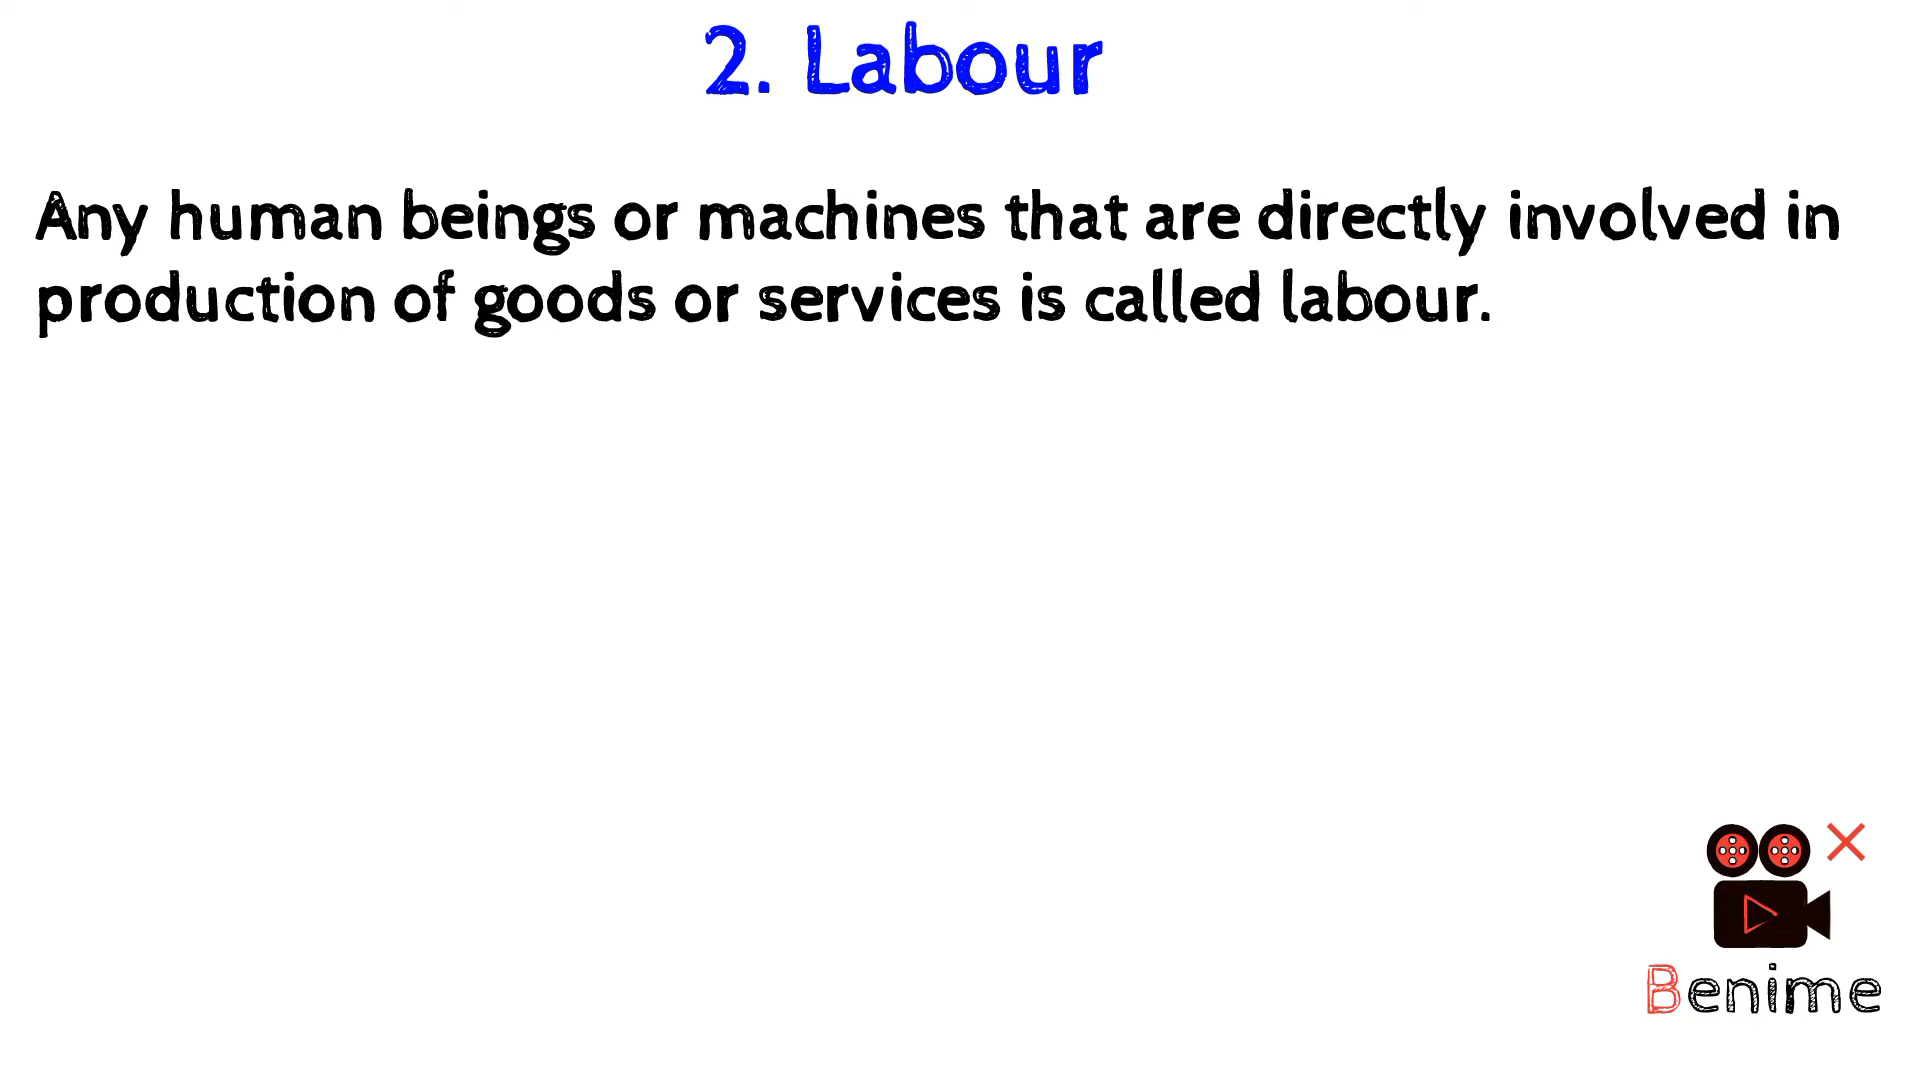 2. Labour
Any human beings or machines that are directly involved in
production of goods or services is called labour.
Benime